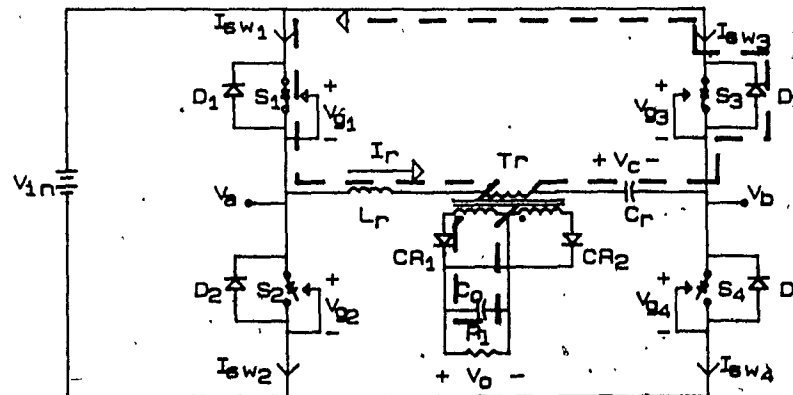 Isw1 Isw3
D1 S1 + Vg1 - + Vg3 - S3 D
Ir Tr + Vc -
V1n Va Lr Cr Vb
CR1 CR2
D2 S2 + Vg2 - + Vg4 - S4 D
Co
R1
Isw2 + Vo - Isw4